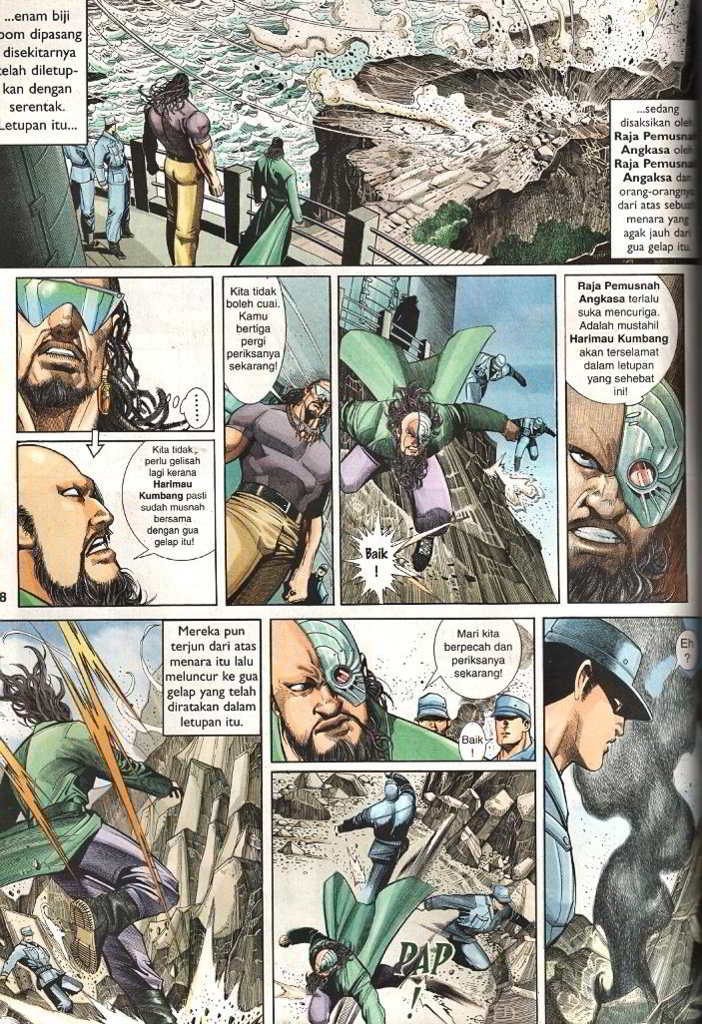 ...enam biji
bom dipasang
disekitarnya
telah diletup-
kan dengan
serentak.
Letupan itu...
...sedang
disaksikan oleh
Raja Pemusnah
Angkasa oleh
Raja Pemusnah
Angaksa dan
orang-orangnya
dari atas sebuah
menara yang
agak jauh dari
gua gelap itu.
....
Kita tidak
perlu gelisah
lagi kerana
Harimau
Kumbang pasti
sudah musnah
bersama
dengan gua
gelap itu!
Kita tidak
boleh cuai.
Kamu
bertiga
pergi
periksanya
sekarang!
Baik
!
Raja Pemusnah
Angkasa terlalu
suka mencuriga.
Adalah mustahil
Harimau Kumbang
akan terselamat
dalam letupan
yang sehebat
ini!
8
Mereka pun
terjun dari atas
menara itu lalu
meluncur ke gua
gelap yang telah
diratakan dalam
letupan itu.
Mari kita
berpecah dan
periksanya
sekarang!
Baik
!
PAP
!
Eh
?